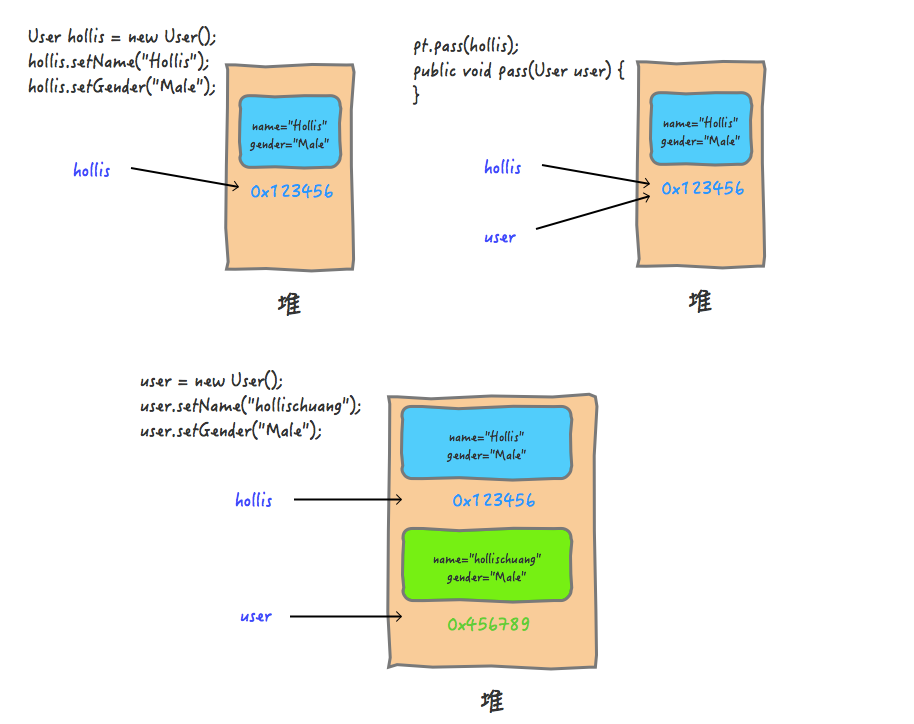 User hollis = new User();
hollis.setName("Hollis");
hollis.setGender("Male");
name="Hollis"
gender="Male"
hollis
0x123456
堆
pt.pass(hollis);
public void pass(User user) {
}
name="Hollis"
gender="Male"
hollis
0x123456
user
堆
user = new User();
user.setName("hollischuang");
user.setGender("Male");
name="Hollis"
gender="Male"
hollis
0x123456
name="hollischuang"
gender="Male"
user
0x456789
堆